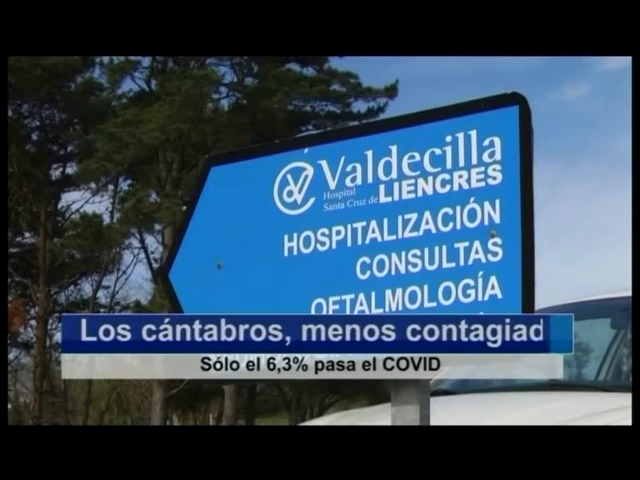 Valdecilla
Hospital
Santa Cruz de LIENCRES
HOSPITALIZACIÓN
CONSULTAS
OFTALMOLOGÍA
Los cántabros, menos contagiad
Sólo el 6,3% pasa el COVID